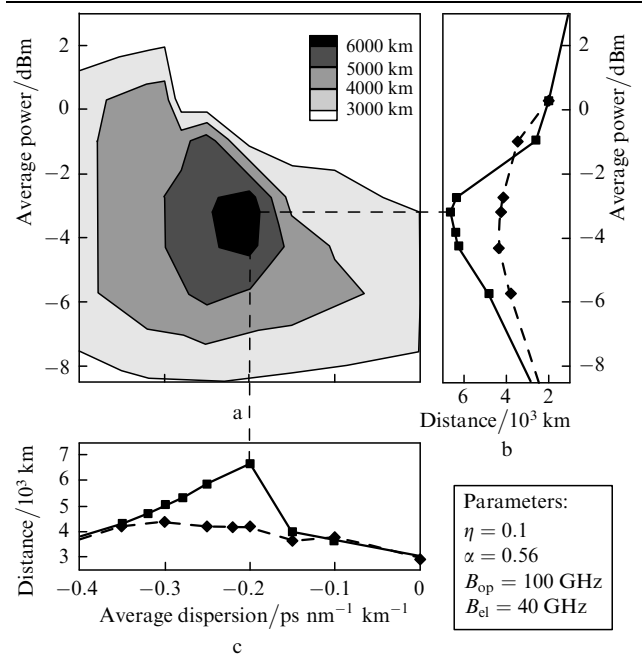 6000 km
5000 km
4000 km
3000 km
Average power/dBm
2
0
−2
−4
−6
−8
a
Average power/dBm
2
0
−2
−4
−6
−8
6 4 2
Distance/10³ km
b
Distance/10³ km
7
6
5
4
3
−0.4 −0.3 −0.2 −0.1 0
Average dispersion/ps nm⁻¹ km⁻¹
c
Parameters:
η = 0.1
α = 0.56
B_op = 100 GHz
B_el = 40 GHz